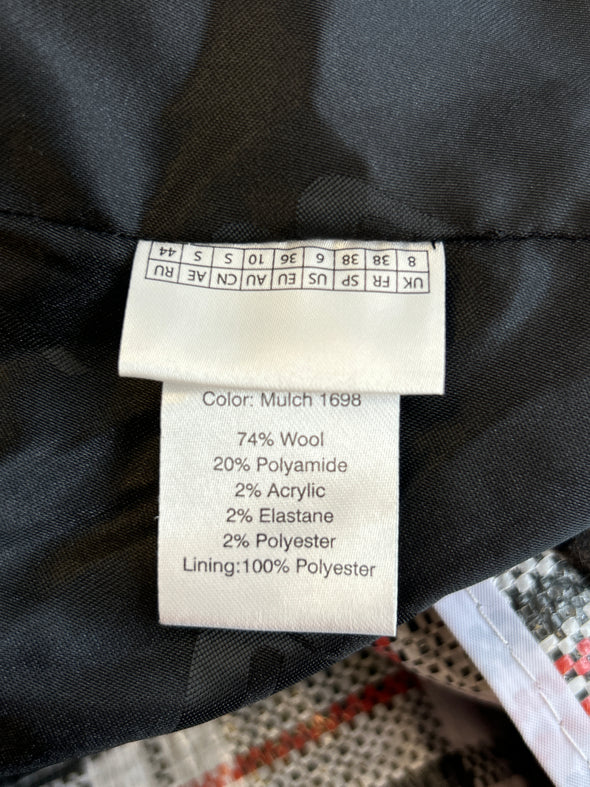 UK FR SP US EU AU CN AE RU
8 38 38 6 36 10 S S 44
Color: Mulch 1698
74% Wool
20% Polyamide
2% Acrylic
2% Elastane
2% Polyester
Lining:100% Polyester